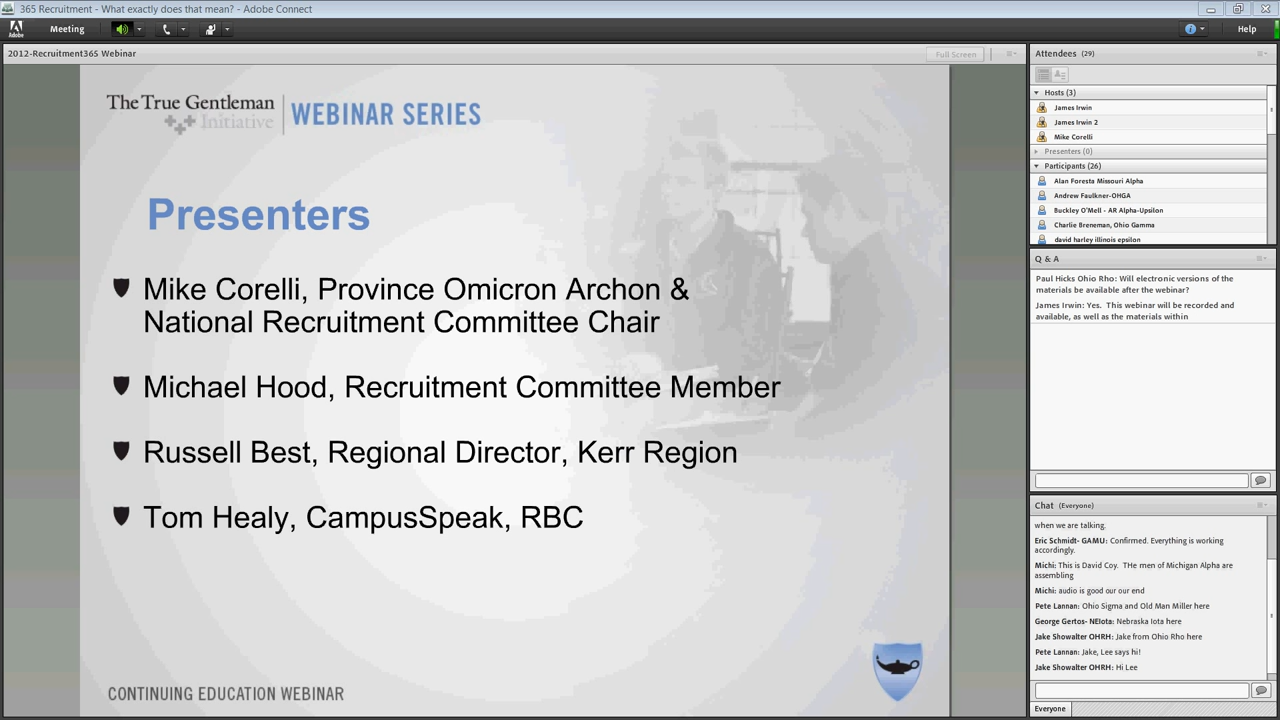 365 Recruitment - What exactly does that mean? - Adobe Connect
Adobe
Meeting
Help
2012-Recruitment365 Webinar
Full Screen
The True Gentleman
Initiative
WEBINAR SERIES
Presenters
Mike Corelli, Province Omicron Archon &
National Recruitment Committee Chair
Michael Hood, Recruitment Committee Member
Russell Best, Regional Director, Kerr Region
Tom Healy, CampusSpeak, RBC
CONTINUING EDUCATION WEBINAR
Attendees (29)
Hosts (3)
James Irwin
James Irwin 2
Mike Corelli
Presenters (0)
Participants (26)
Alan Foresta Missouri Alpha
Andrew Faulkner-OHGA
Buckley O'Mell - AR Alpha-Upsilon
Charlie Breneman, Ohio Gamma
david harley illinois epsilon
Q & A
Paul Hicks Ohio Rho: Will electronic versions of the
materials be available after the webinar?
James Irwin: Yes. This webinar will be recorded and
available, as well as the materials within
Chat (Everyone)
when we are talking.
Eric Schmidt- GAMU: Confirmed. Everything is working
accordingly.
Michi: This is David Coy. THe men of Michigan Alpha are
assembling
Michi: audio is good our our end
Pete Lannan: Ohio Sigma and Old Man Miller here
George Gertos- NEIota: Nebraska Iota here
Jake Showalter OHRH: Jake from Ohio Rho here
Pete Lannan: Jake, Lee says hi!
Jake Showalter OHRH: Hi Lee
Everyone